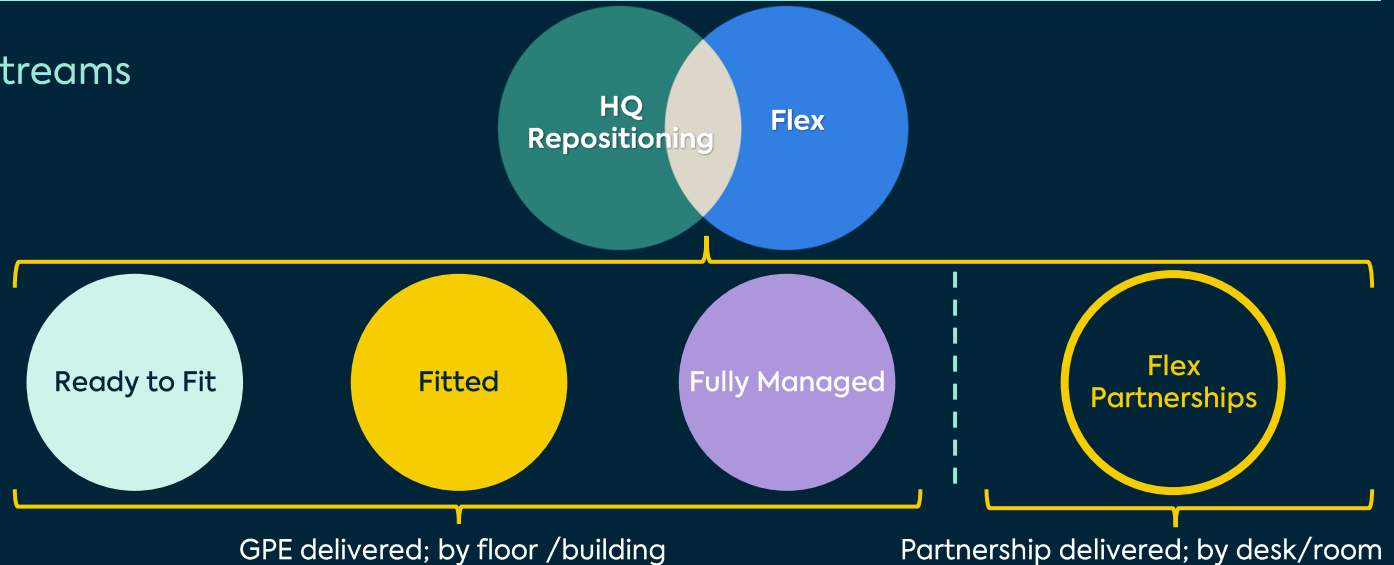 treams
HQ
Repositioning
Flex
Ready to Fit
Fitted
Fully Managed
Flex
Partnerships
GPE delivered; by floor /building
Partnership delivered; by desk/room